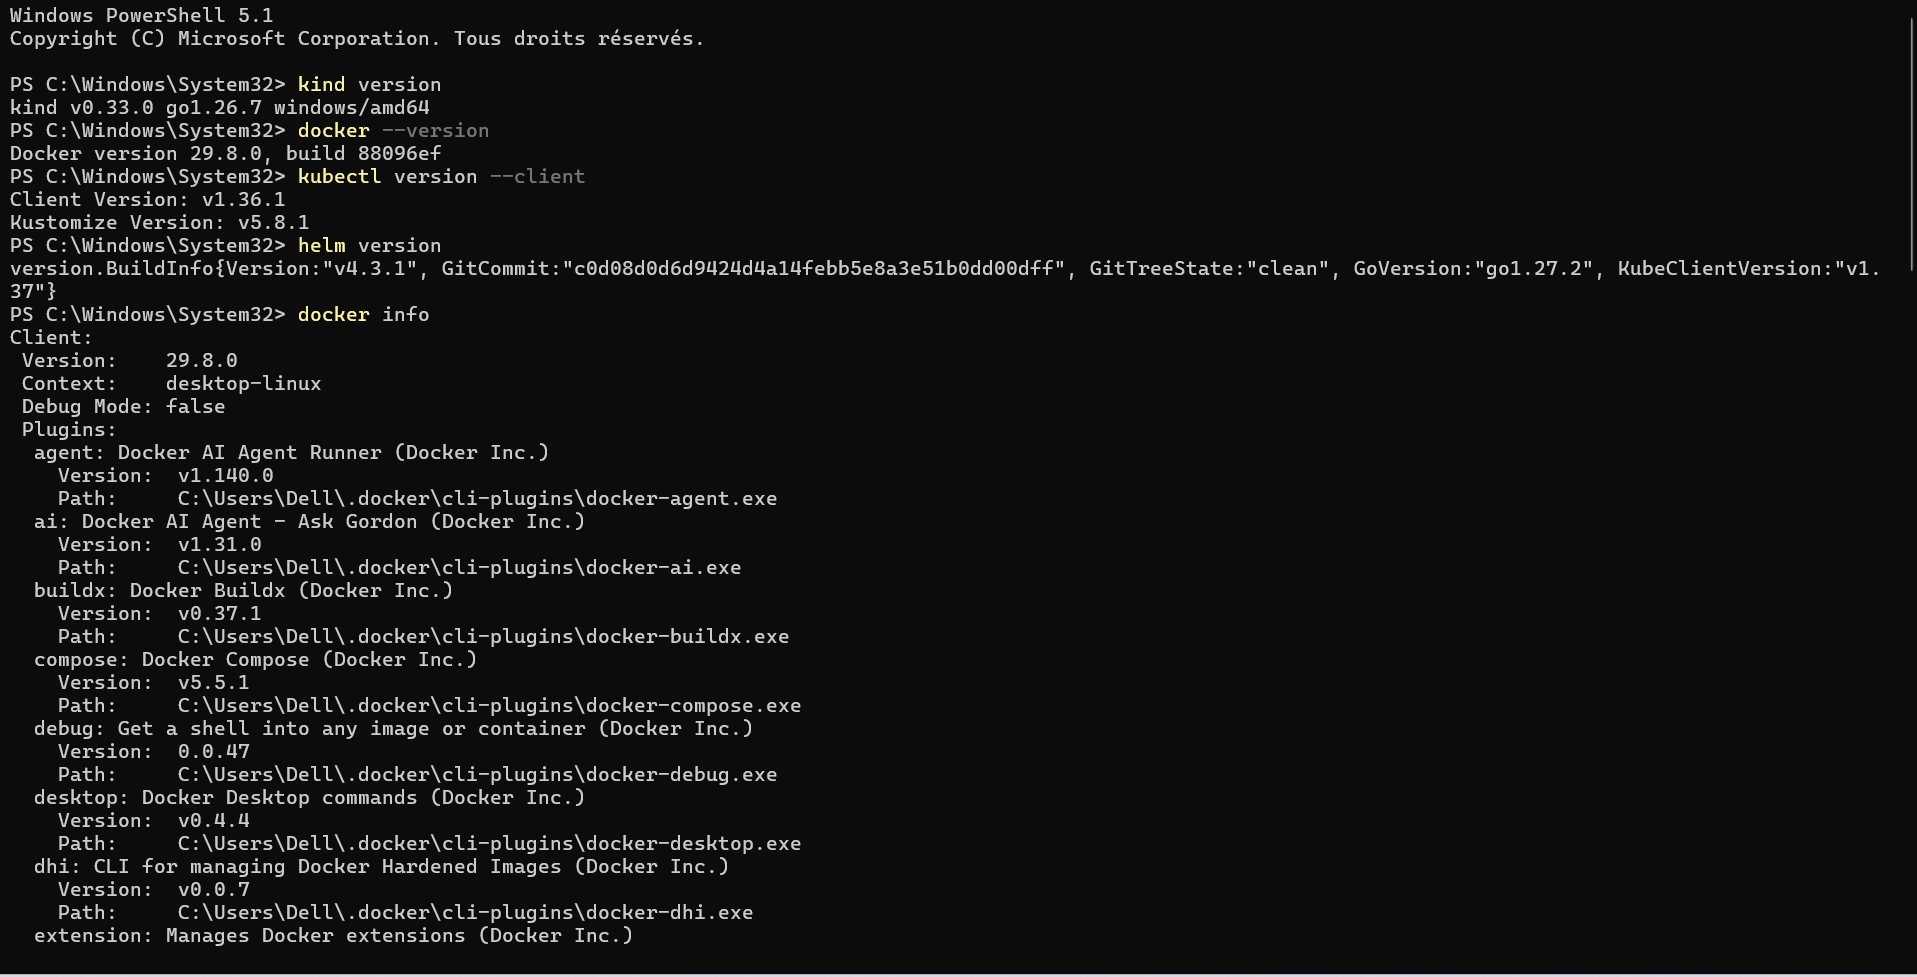 Windows PowerShell 5.1
Copyright (C) Microsoft Corporation. Tous droits réservés.
PS C:\Windows\System32> kind version
kind v0.33.0 go1.26.7 windows/amd64
PS C:\Windows\System32> docker --version
Docker version 29.8.0, build 88096ef
PS C:\Windows\System32> kubectl version --client
Client Version: v1.36.1
Kustomize Version: v5.8.1
PS C:\Windows\System32> helm version
version.BuildInfo{Version:"v4.3.1", GitCommit:"c0d08d0d6d9424d4a14febb5e8a3e51b0dd00dff", GitTreeState:"clean", GoVersion:"go1.27.2", KubeClientVersion:"v1.
37"}
PS C:\Windows\System32> docker info
Client:
 Version:    29.8.0
 Context:    desktop-linux
 Debug Mode: false
 Plugins:
  agent: Docker AI Agent Runner (Docker Inc.)
    Version:  v1.140.0
    Path:     C:\Users\Dell\.docker\cli-plugins\docker-agent.exe
  ai: Docker AI Agent - Ask Gordon (Docker Inc.)
    Version:  v1.31.0
    Path:     C:\Users\Dell\.docker\cli-plugins\docker-ai.exe
  buildx: Docker Buildx (Docker Inc.)
    Version:  v0.37.1
    Path:     C:\Users\Dell\.docker\cli-plugins\docker-buildx.exe
  compose: Docker Compose (Docker Inc.)
    Version:  v5.5.1
    Path:     C:\Users\Dell\.docker\cli-plugins\docker-compose.exe
  debug: Get a shell into any image or container (Docker Inc.)
    Version:  0.0.47
    Path:     C:\Users\Dell\.docker\cli-plugins\docker-debug.exe
  desktop: Docker Desktop commands (Docker Inc.)
    Version:  v0.4.4
    Path:     C:\Users\Dell\.docker\cli-plugins\docker-desktop.exe
  dhi: CLI for managing Docker Hardened Images (Docker Inc.)
    Version:  v0.0.7
    Path:     C:\Users\Dell\.docker\cli-plugins\docker-dhi.exe
  extension: Manages Docker extensions (Docker Inc.)